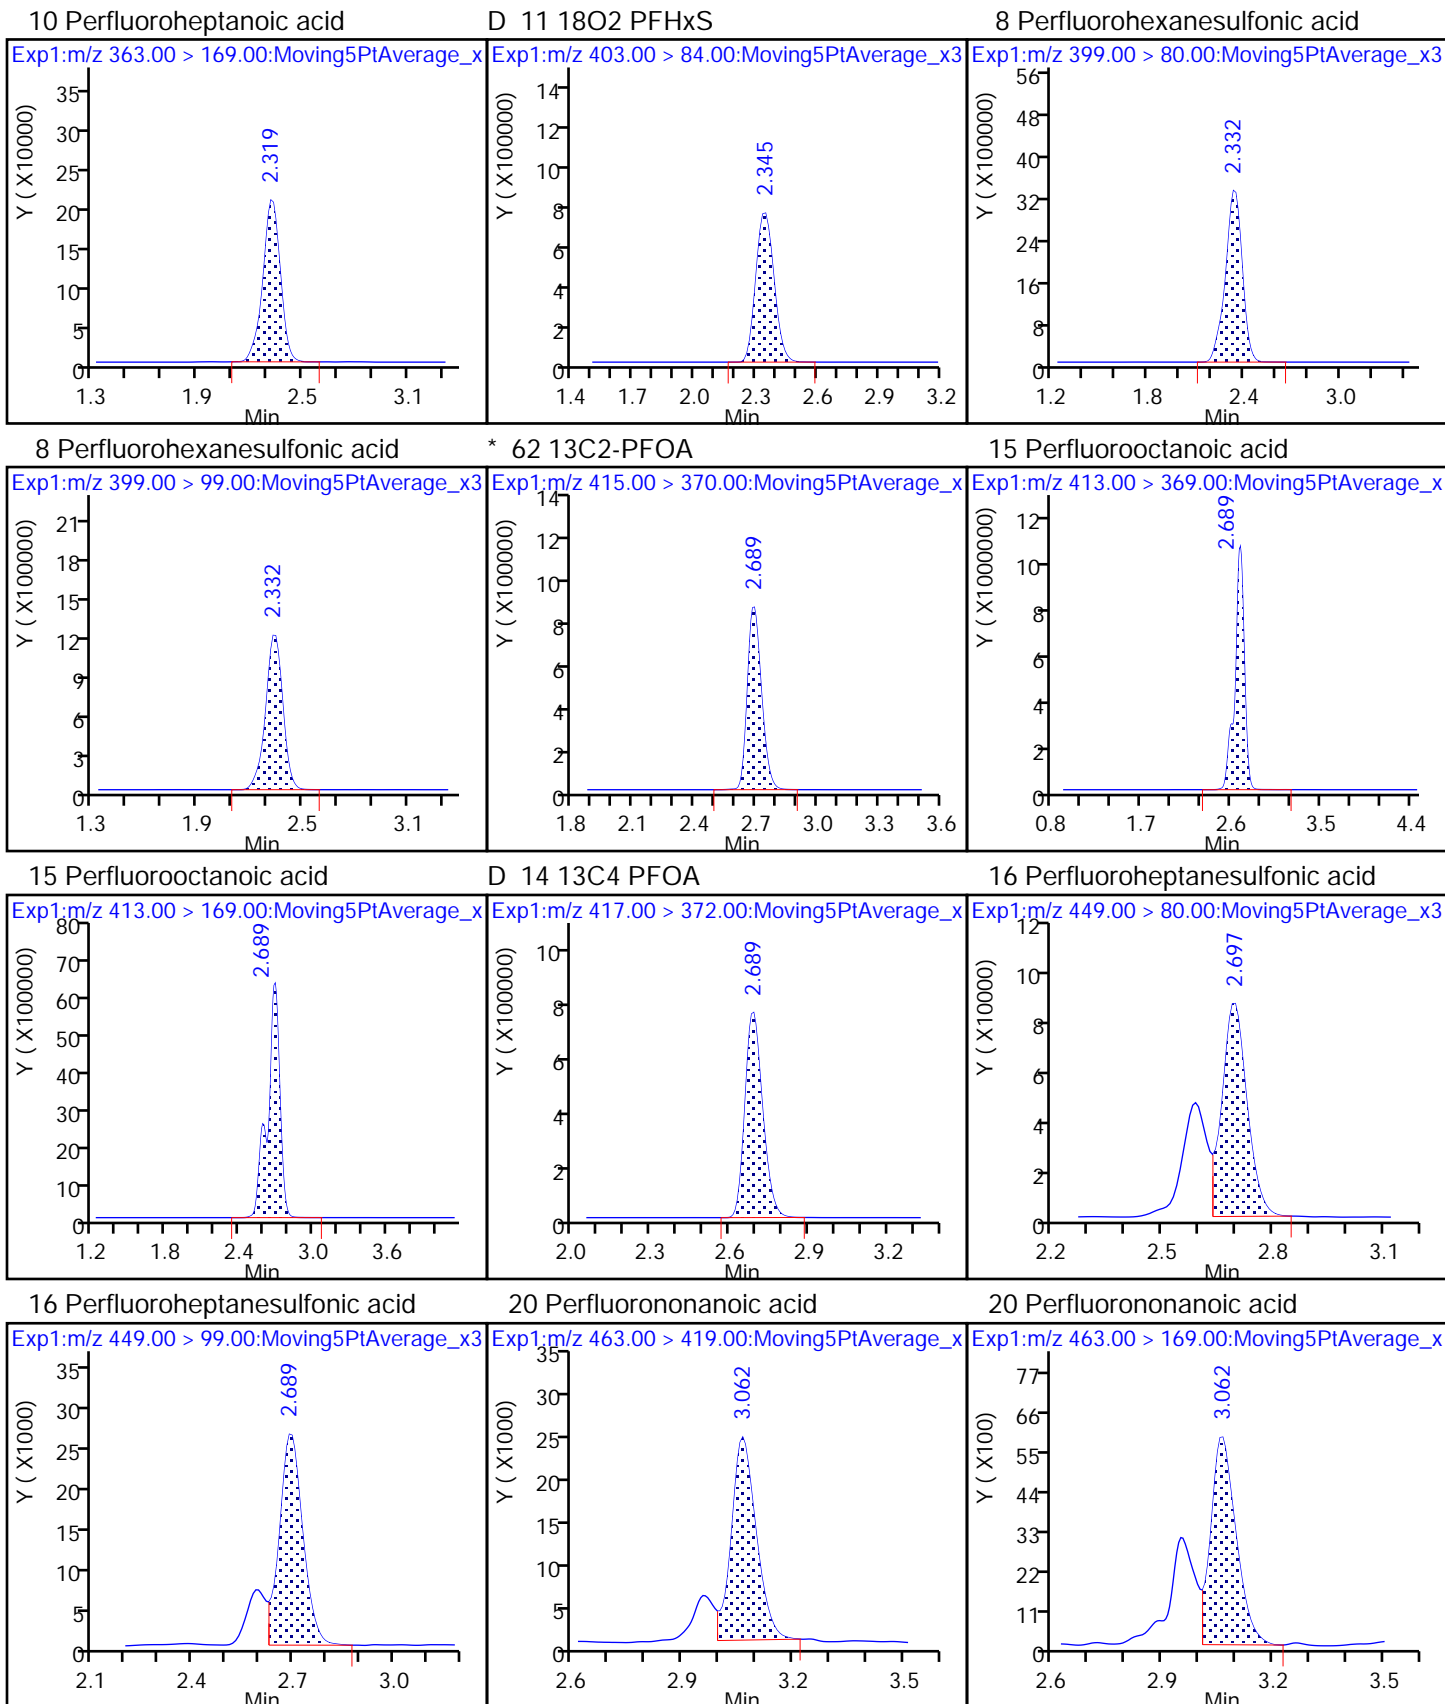 10 Perfluoroheptanoic acid
D 11 18O2 PFHxS
8 Perfluorohexanesulfonic acid
Exp1:m/z 363.00 > 169.00:Moving5PtAverage_x
Exp1:m/z 403.00 > 84.00:Moving5PtAverage_x3
Exp1:m/z 399.00 > 80.00:Moving5PtAverage_x3
Y ( X100000)
35
30
25
20
15
10
5
0
2.319
1.3 1.9 2.5 3.1
Min
Y ( X1000000)
14
12
10
8
6
4
2
0
2.345
1.4 1.7 2.0 2.3 2.6 2.9 3.2
Min
Y ( X100000)
56
48
40
32
24
16
8
0
2.332
1.2 1.8 2.4 3.0
Min
8 Perfluorohexanesulfonic acid
* 62 13C2-PFOA
15 Perfluorooctanoic acid
Exp1:m/z 399.00 > 99.00:Moving5PtAverage_x3
Exp1:m/z 415.00 > 370.00:Moving5PtAverage_x
Exp1:m/z 413.00 > 369.00:Moving5PtAverage_x
Y ( X100000)
21
18
15
12
9
6
3
0
2.332
1.3 1.9 2.5 3.1
Min
Y ( X1000000)
14
12
10
8
6
4
2
0
2.689
1.8 2.1 2.4 2.7 3.0 3.3 3.6
Min
Y ( X1000000)
12
10
8
6
4
2
0
2.689
0.8 1.7 2.6 3.5 4.4
Min
15 Perfluorooctanoic acid
D 14 13C4 PFOA
16 Perfluoroheptanesulfonic acid
Exp1:m/z 413.00 > 169.00:Moving5PtAverage_x
Exp1:m/z 417.00 > 372.00:Moving5PtAverage_x
Exp1:m/z 449.00 > 80.00:Moving5PtAverage_x3
Y ( X100000)
80
70
60
50
40
30
20
10
0
2.689
1.2 1.8 2.4 3.0 3.6
Min
Y ( X1000000)
10
8
6
4
2
0
2.689
2.0 2.3 2.6 2.9 3.2
Min
Y ( X10000)
12
10
8
6
4
2
0
2.697
2.2 2.5 2.8 3.1
Min
16 Perfluoroheptanesulfonic acid
20 Perfluorononanoic acid
20 Perfluorononanoic acid
Exp1:m/z 449.00 > 99.00:Moving5PtAverage_x3
Exp1:m/z 463.00 > 419.00:Moving5PtAverage_x
Exp1:m/z 463.00 > 169.00:Moving5PtAverage_x
Y ( X1000)
35
30
25
20
15
10
5
0
2.689
2.1 2.4 2.7 3.0
Min
Y ( X1000)
35
30
25
20
15
10
5
0
3.062
2.6 2.9 3.2 3.5
Min
Y ( X100)
77
66
55
44
33
22
11
0
3.062
2.6 2.9 3.2 3.5
Min